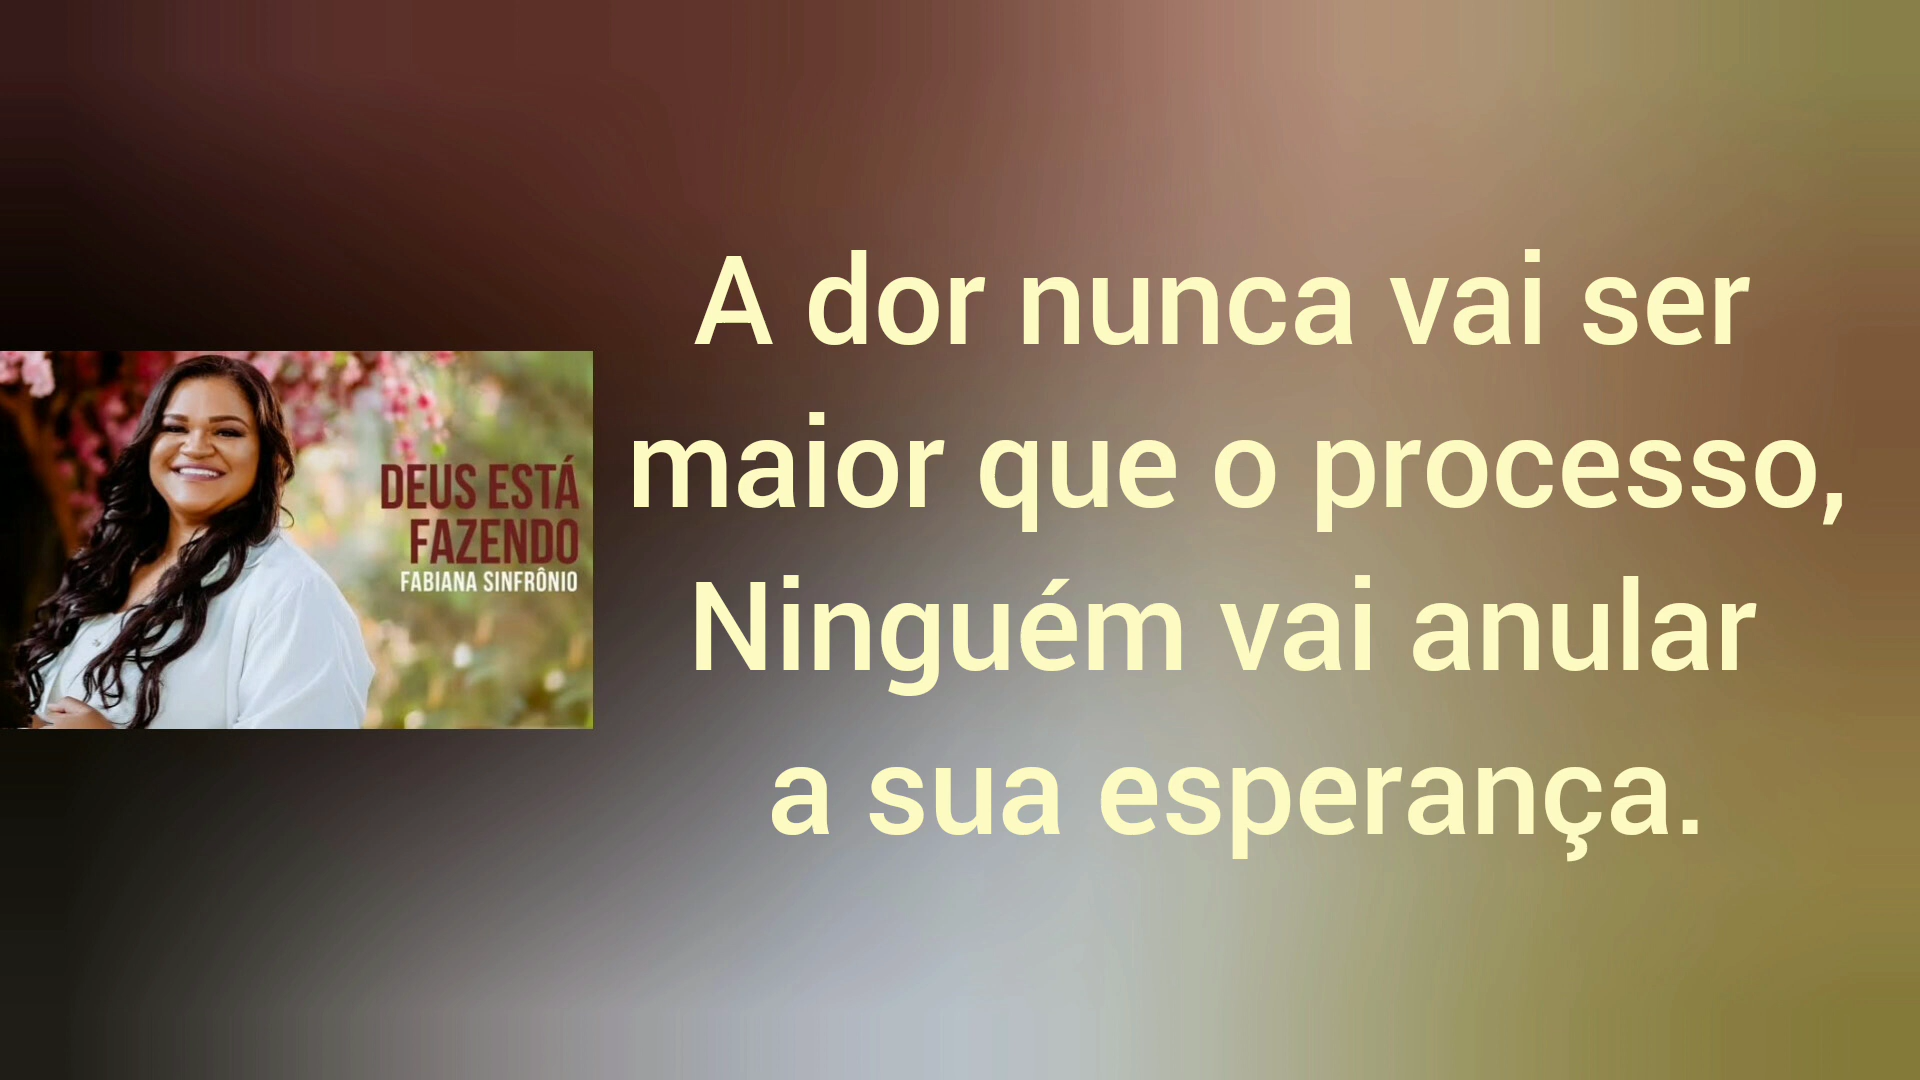 DEUS ESTÁ
FAZENDO
FABIANA SINFRÔNIO
A dor nunca vai ser
maior que o processo,
Ninguém vai anular
a sua esperança.